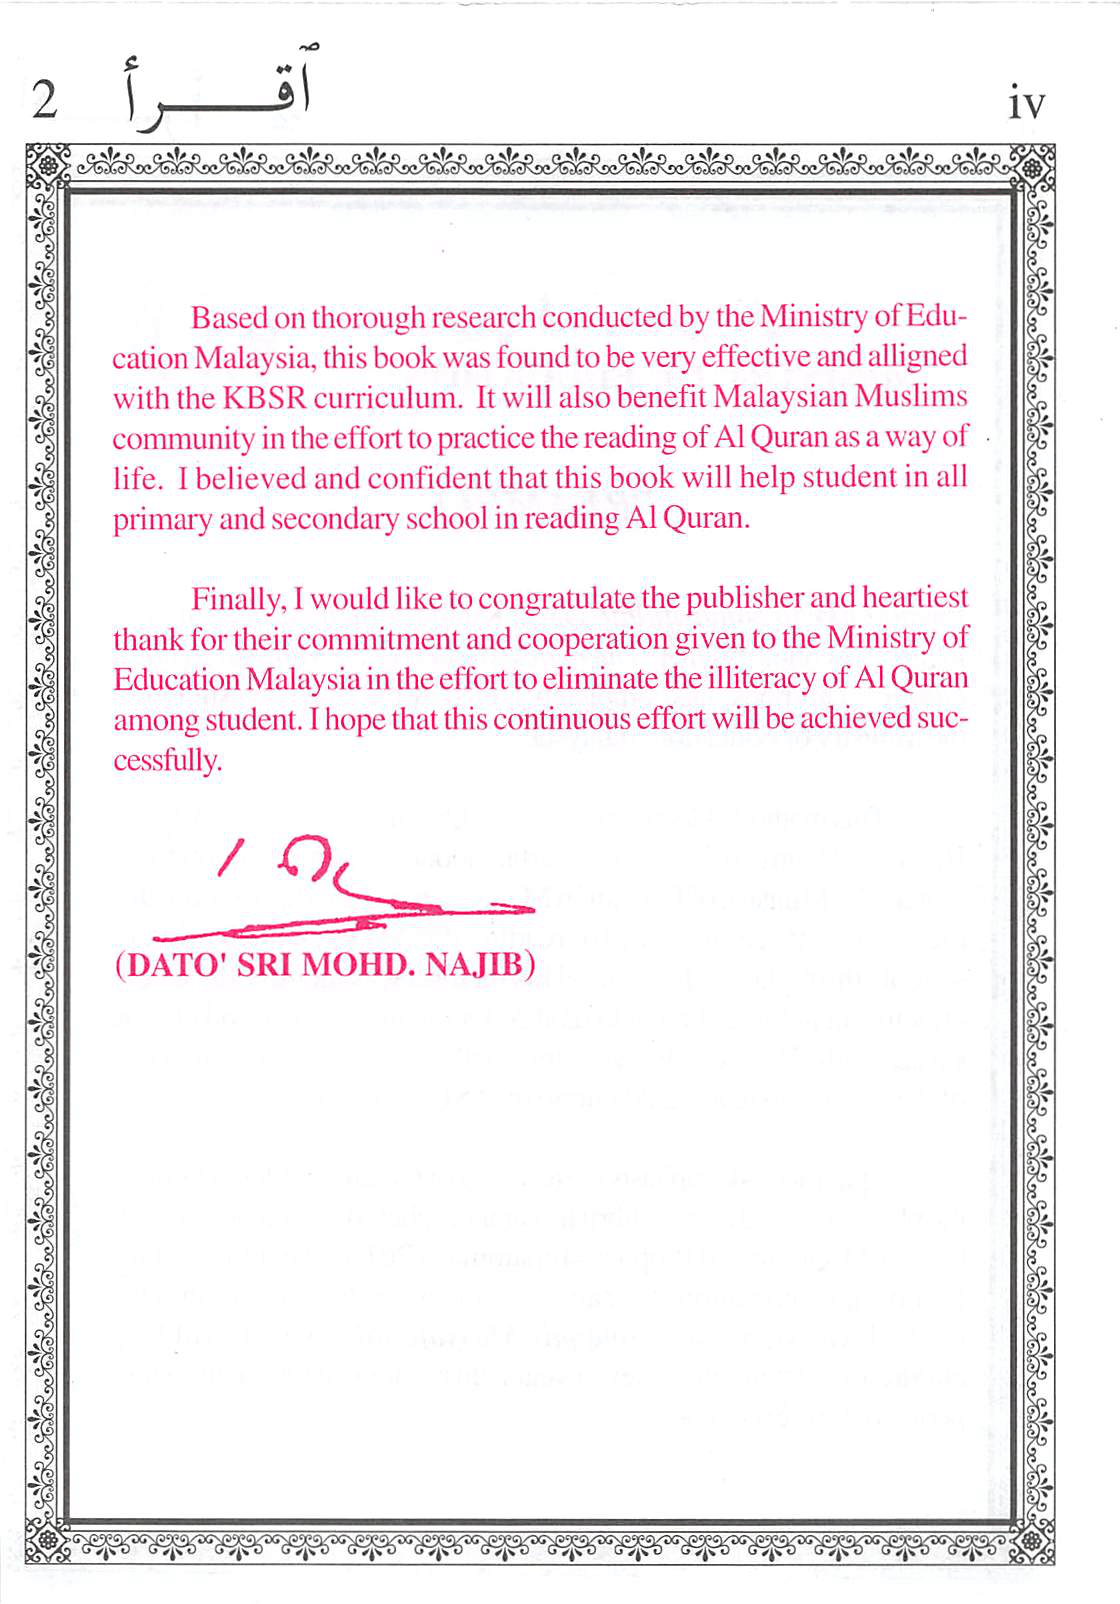 2 ٱقرأ iv
Based on thorough research conducted by the Ministry of Edu-
cation Malaysia, this book was found to be very effective and alligned
with the KBSR curriculum. It will also benefit Malaysian Muslims
community in the effort to practice the reading of Al Quran as a way of
life. I believed and confident that this book will help student in all
primary and secondary school in reading Al Quran.
Finally, I would like to congratulate the publisher and heartiest
thank for their commitment and cooperation given to the Ministry of
Education Malaysia in the effort to eliminate the illiteracy of Al Quran
among student. I hope that this continuous effort will be achieved suc-
cessfully.
(DATO' SRI MOHD. NAJIB)